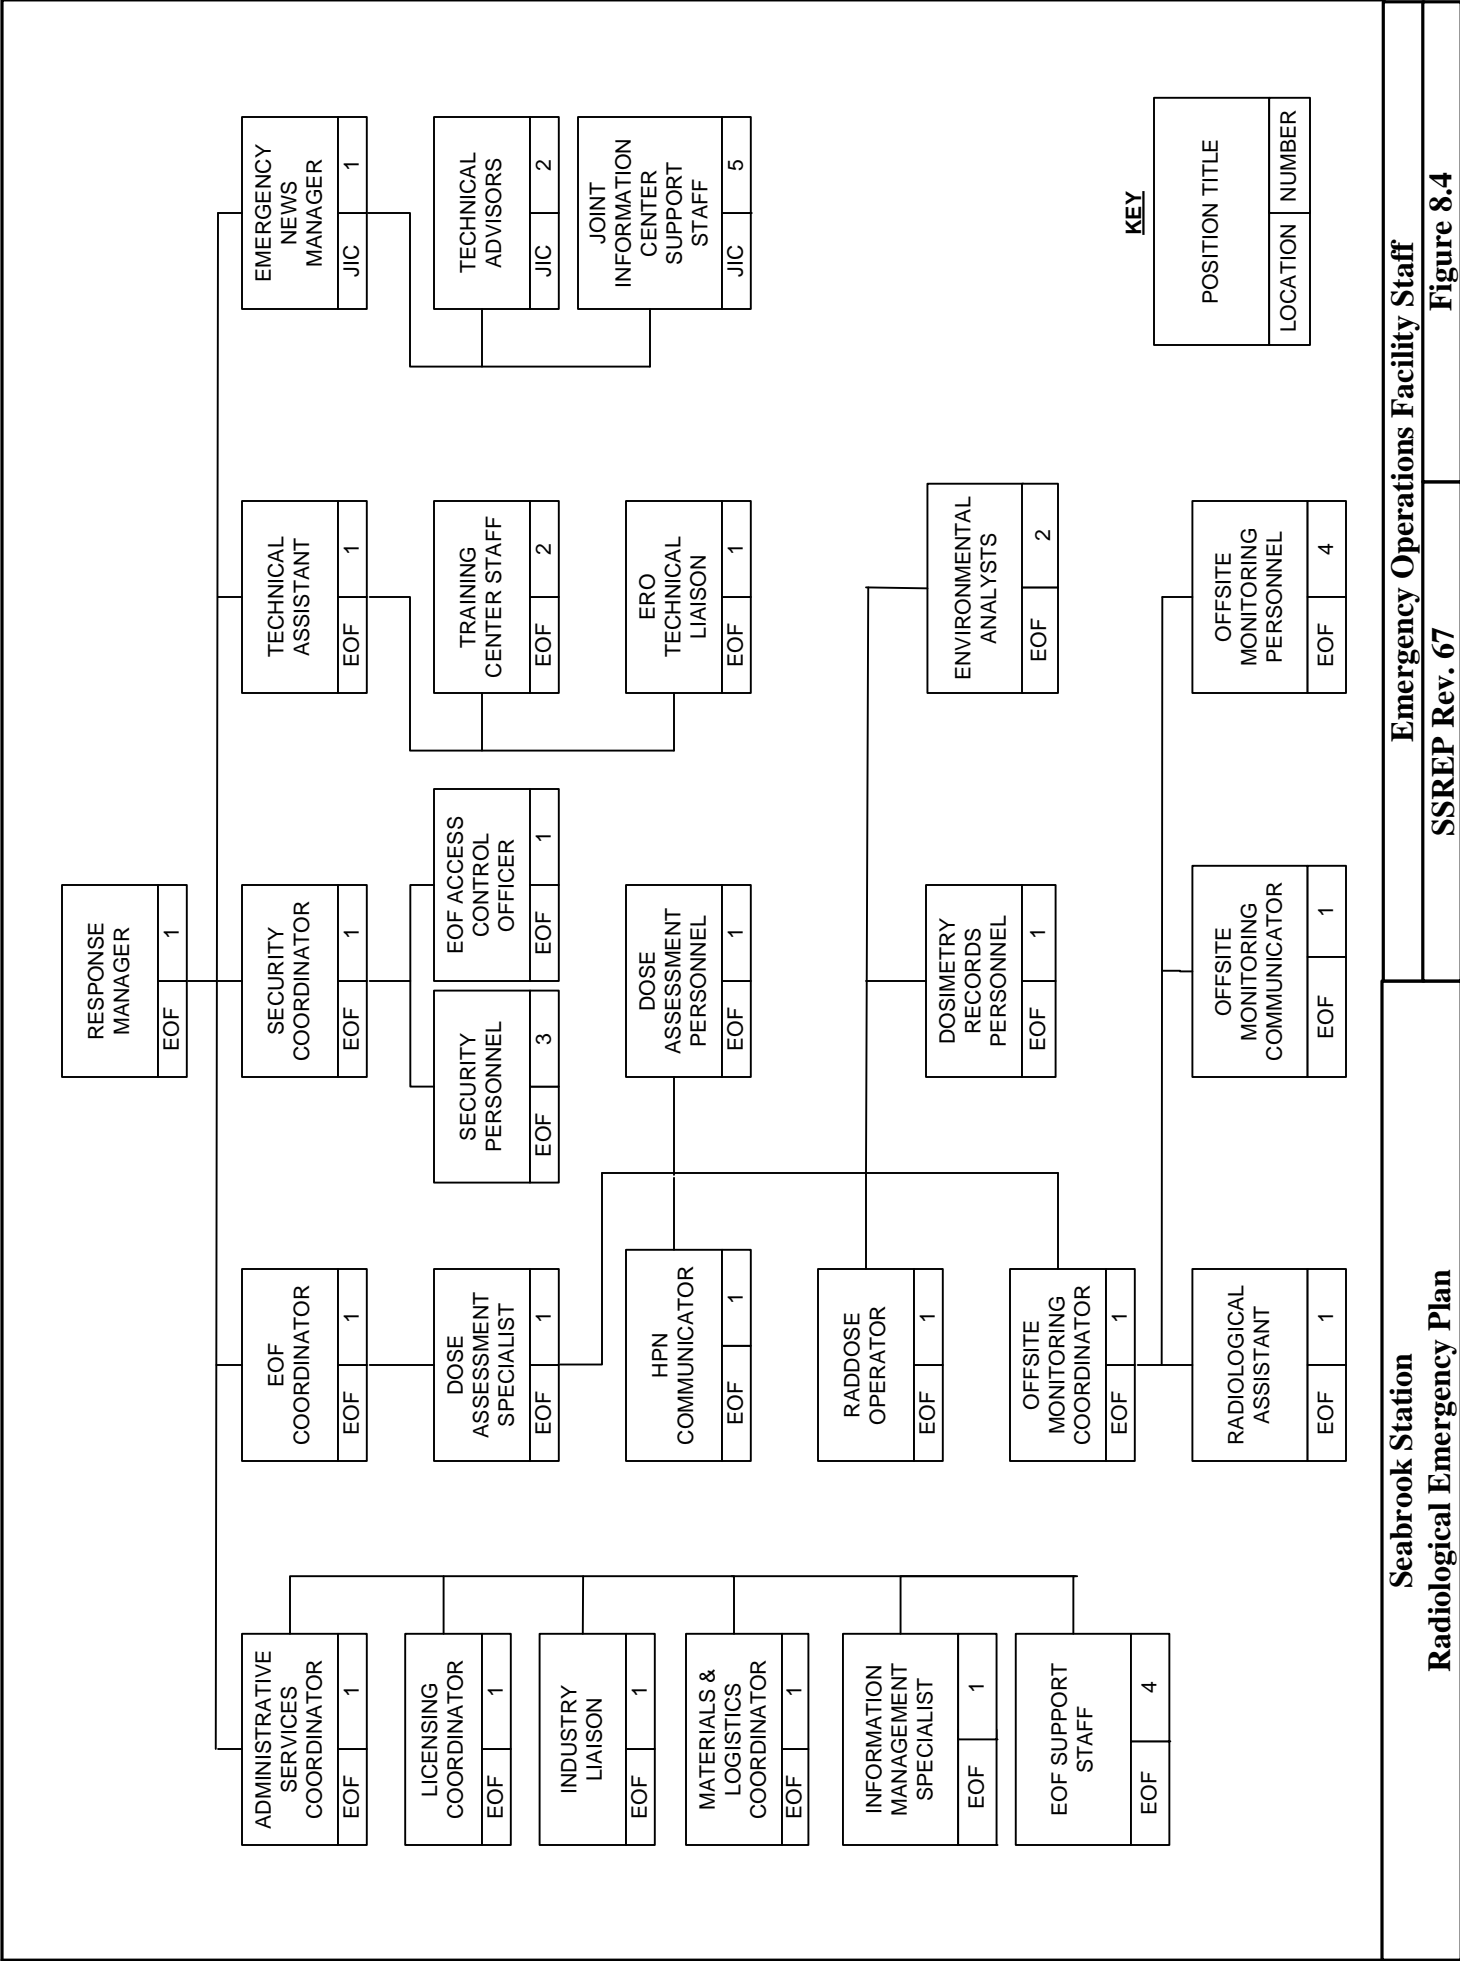 RESPONSE
MANAGER
EOF 1
ADMINISTRATIVE
SERVICES
COORDINATOR
EOF 1
EOF
COORDINATOR
EOF 1
SECURITY
COORDINATOR
EOF 1
TECHNICAL
ASSISTANT
EOF 1
EMERGENCY
NEWS
MANAGER
JIC 1
LICENSING
COORDINATOR
EOF 1
DOSE
ASSESSMENT
SPECIALIST
EOF 1
SECURITY
PERSONNEL
EOF 3
EOF ACCESS
CONTROL
OFFICER
EOF 1
TRAINING
CENTER STAFF
EOF 2
TECHNICAL
ADVISORS
JIC 2
INDUSTRY
LIAISON
EOF 1
HPN
COMMUNICATOR
EOF 1
DOSE
ASSESSMENT
PERSONNEL
EOF 1
ERO
TECHNICAL
LIAISON
EOF 1
JOINT
INFORMATION
CENTER
SUPPORT
STAFF
JIC 5
MATERIALS &
LOGISTICS
COORDINATOR
EOF 1
RADDOSE
OPERATOR
EOF 1
DOSIMETRY
RECORDS
PERSONNEL
EOF 1
ENVIRONMENTAL
ANALYSTS
EOF 2
INFORMATION
MANAGEMENT
SPECIALIST
EOF 1
EOF SUPPORT
STAFF
EOF 4
OFFSITE
MONITORING
COORDINATOR
EOF 1
RADIOLOGICAL
ASSISTANT
EOF 1
OFFSITE
MONITORING
COMMUNICATOR
EOF 1
OFFSITE
MONITORING
PERSONNEL
EOF 4
KEY
POSITION TITLE
LOCATION NUMBER
Seabrook Station
Radiological Emergency Plan
Emergency Operations Facility Staff
SSREP Rev. 67 Figure 8.4